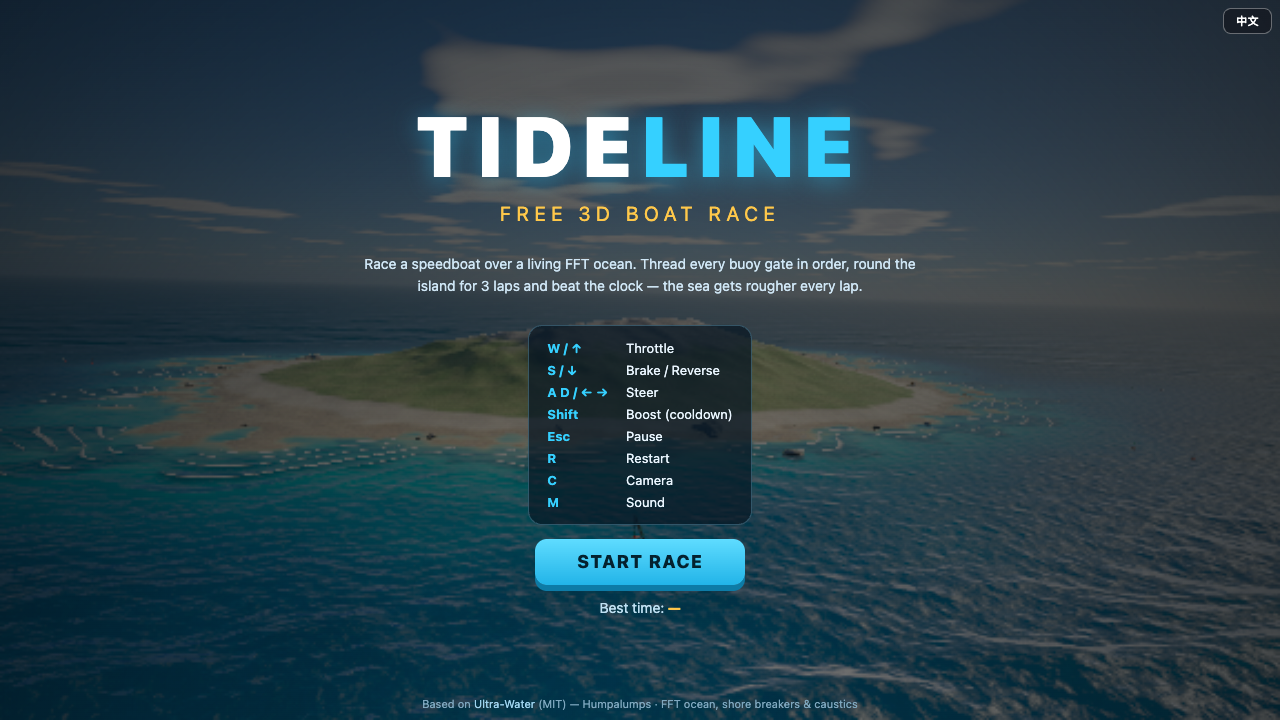 中文
TIDELINE
FREE 3D BOAT RACE
Race a speedboat over a living FFT ocean. Thread every buoy gate in order, round the
island for 3 laps and beat the clock — the sea gets rougher every lap.
W / ↑ Throttle
S / ↓ Brake / Reverse
A D / ← → Steer
Shift Boost (cooldown)
Esc Pause
R Restart
C Camera
M Sound
START RACE
Best time: —
Based on Ultra-Water (MIT) — Humpalumps · FFT ocean, shore breakers & caustics